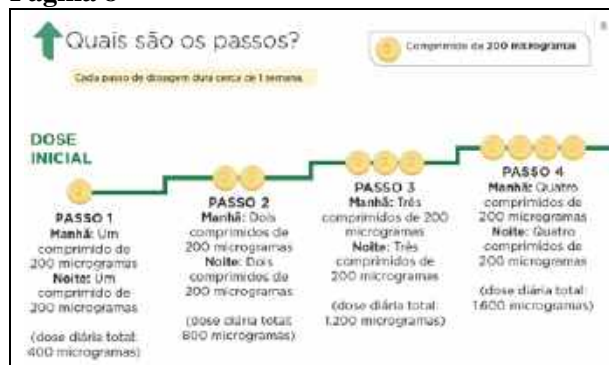 Página 8
Quais são os passos?
Comprimido de 200 microgramas
Cada passo de dosagem dura cerca de 1 semana.
DOSE
INICIAL
PASSO 1
Manhã: Um
comprimido de
200 microgramas
Noite: Um
comprimido de
200 microgramas
(dose diária total:
400 microgramas)
PASSO 2
Manhã: Dois
comprimidos de
200 microgramas
Noite: Dois
comprimidos de
200 microgramas
(dose diária total:
800 microgramas)
PASSO 3
Manhã: Três
comprimidos de 200
microgramas
Noite: Três
comprimidos de
200 microgramas
(dose diária total:
1.200 microgramas)
PASSO 4
Manhã: Quatro
comprimidos de
200 microgramas
Noite: Quatro
comprimidos de
200 microgramas
(dose diária total:
1.600 microgramas)